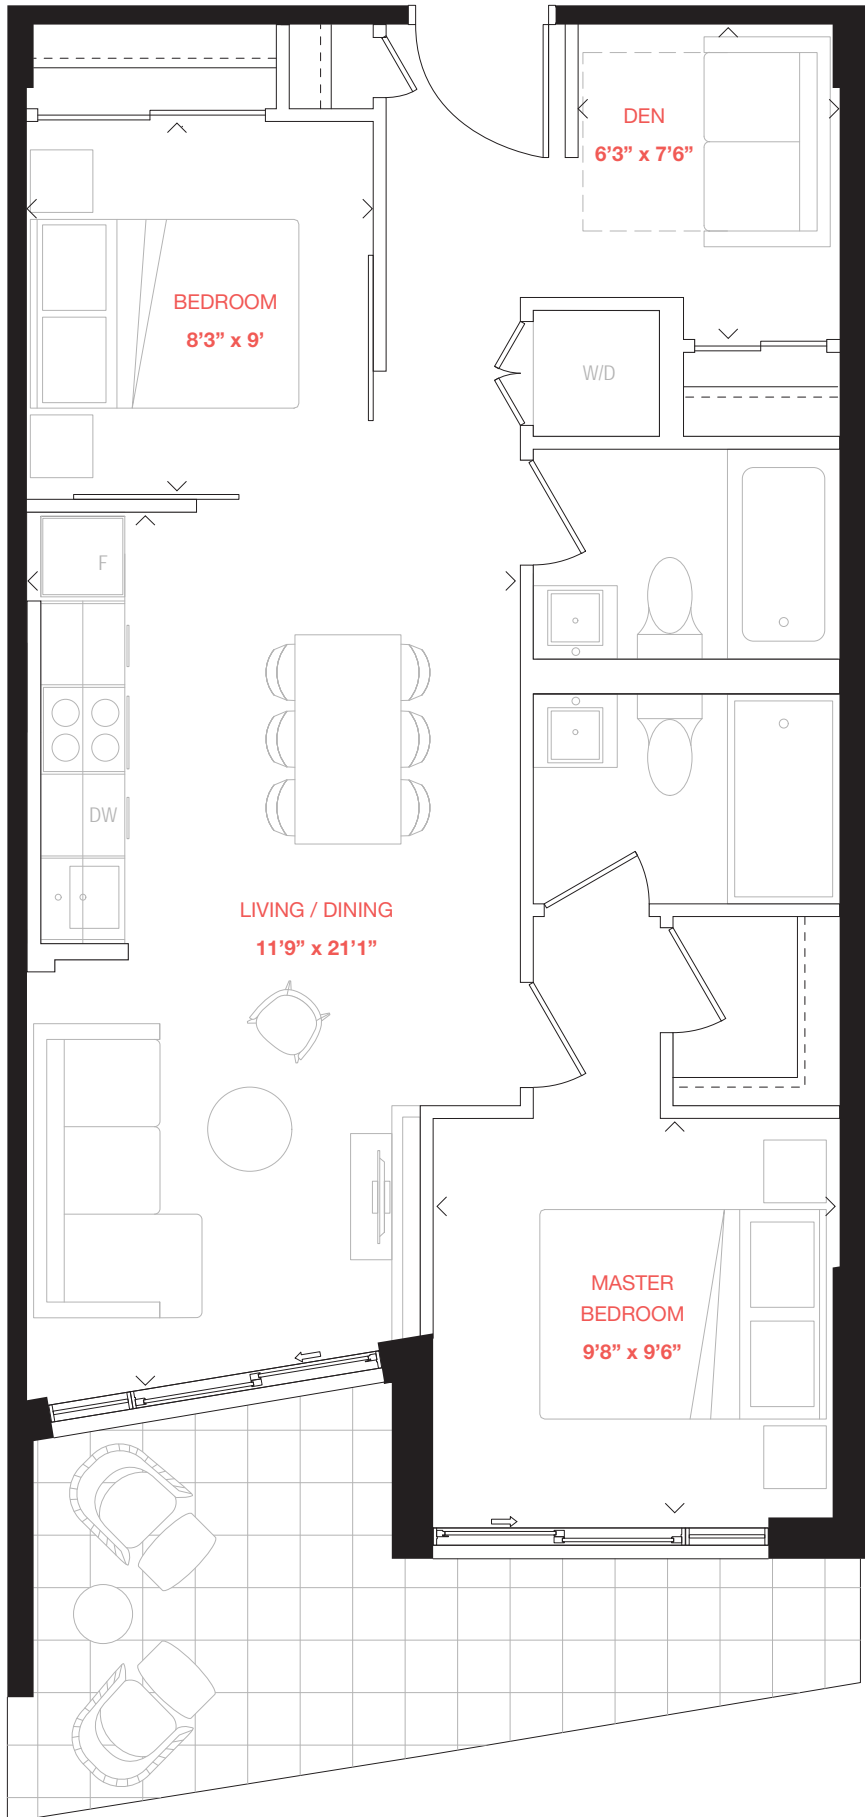 DEN
6’3” x 7’6”
BEDROOM
8’3” x 9’
W/D
F
DW
LIVING / DINING
11’9” x 21’1”
MASTER
BEDROOM
9’8” x 9’6”